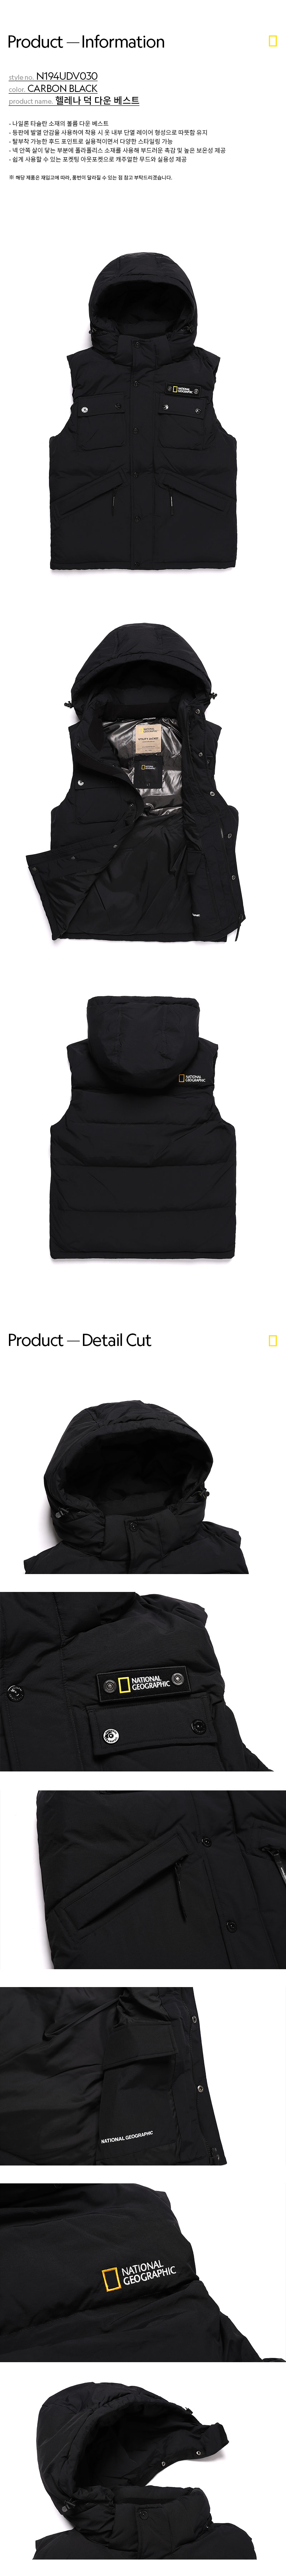 Product — Information
style no. N194UDV030
color. CARBON BLACK
product name. 헬레나 덕 다운 베스트
- 나일론 타슬란 소재의 볼륨 다운 베스트
- 등판에 발열 안감을 사용하여 착용 시 옷 내부 단열 레이어 형성으로 따뜻함 유지
- 탈부착 가능한 후드 포인트로 실용적이면서 다양한 스타일링 가능
- 넥 안쪽 살이 닿는 부분에 폴라폴리스 소재를 사용해 부드러운 촉감 및 높은 보온성 제공
- 쉽게 사용할 수 있는 포켓팅 아웃포켓으로 캐주얼한 무드와 실용성 제공
※ 해당 제품은 재입고에 따라, 품번이 달라질 수 있는 점 참고 부탁드리겠습니다.
NATIONAL
GEOGRAPHIC
Product — Detail Cut
NATIONAL
GEOGRAPHIC
NATIONAL GEOGRAPHIC
NATIONAL
GEOGRAPHIC